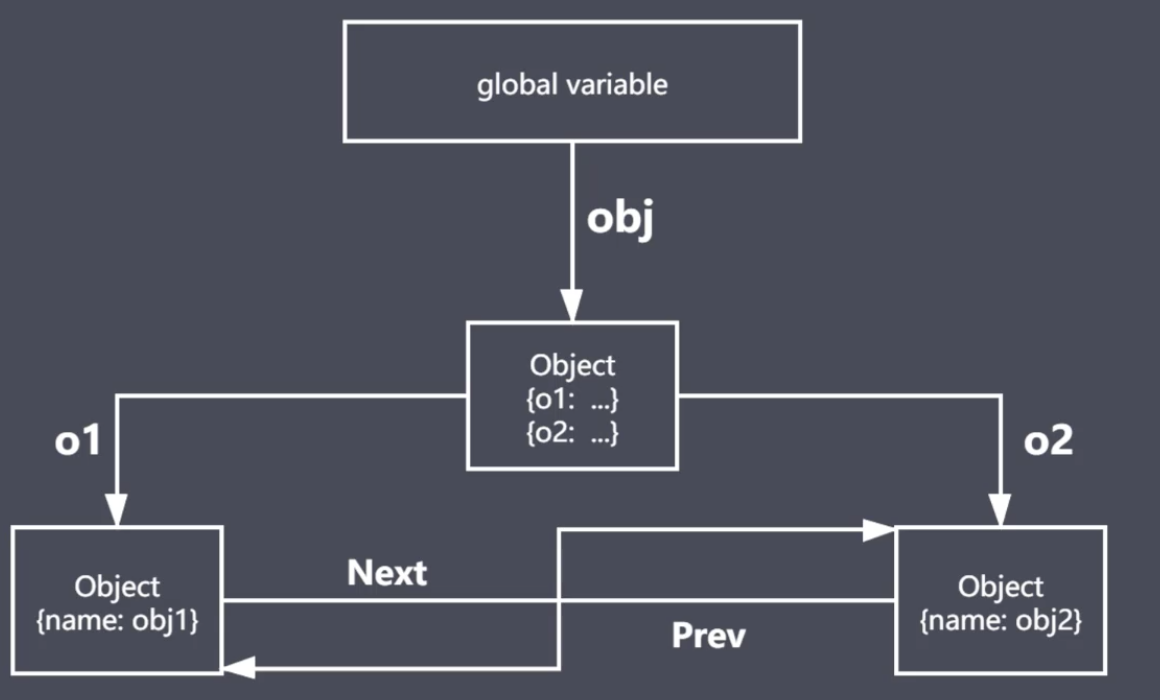 global variable
obj
Object
{o1:  ...}
{o2:  ...}
o1
o2
Object
{name: obj1}
Next
Prev
Object
{name: obj2}